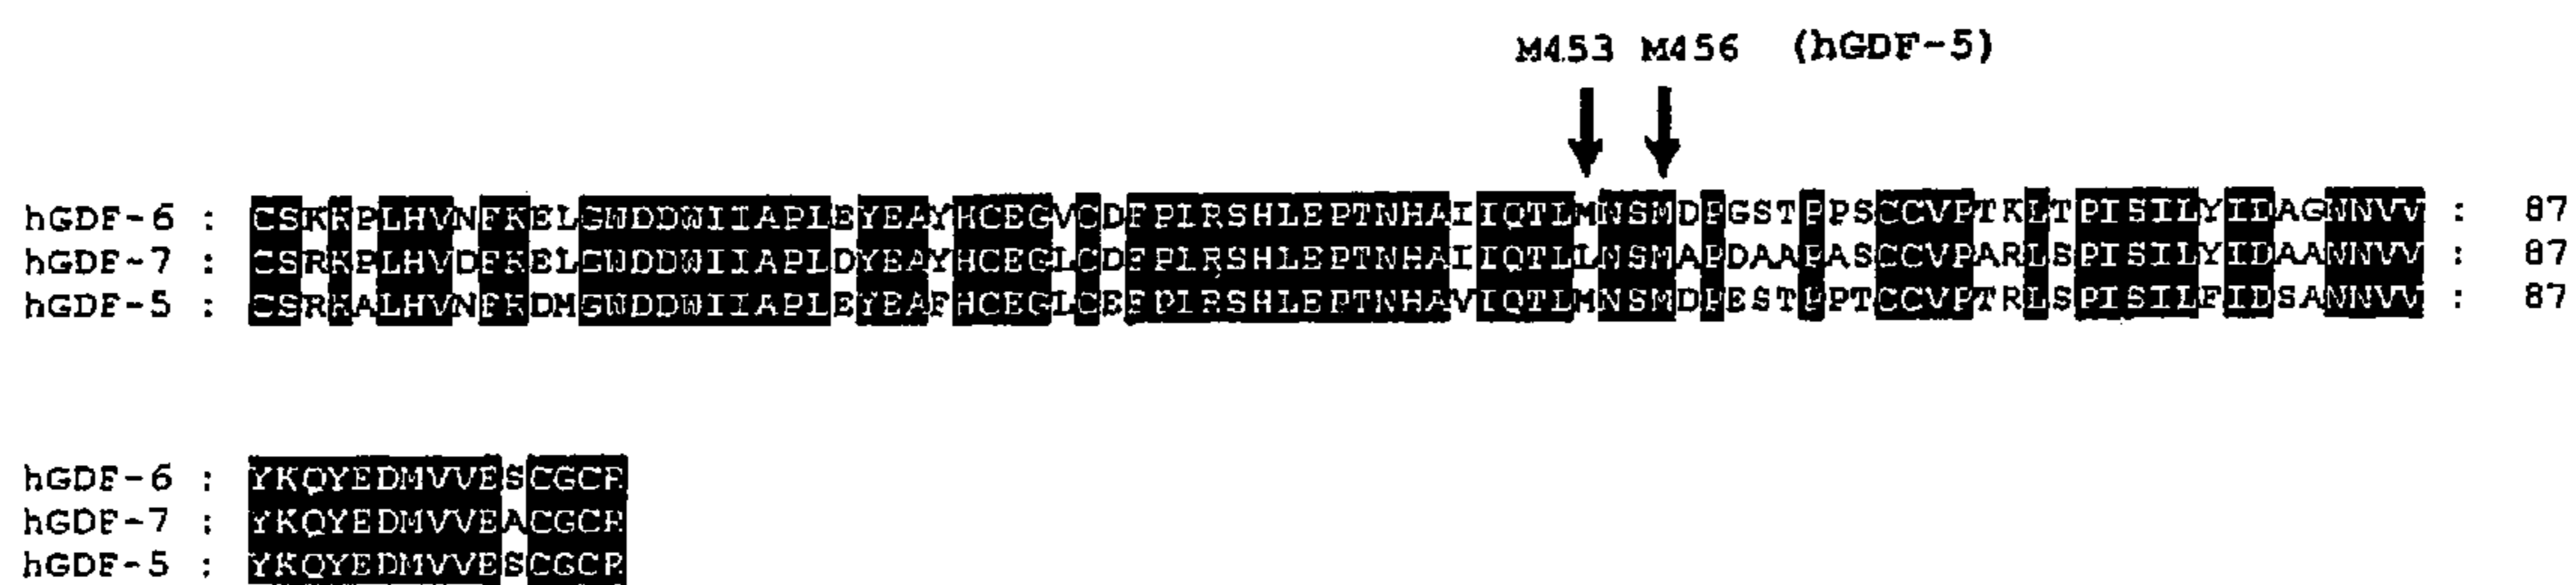 M453 M456 (hGDF-5)
hGDF-6 : CSKKPLHVNFKELGWDDWIIAPLEYEAYHCEGVCDFPIRSHLEPTNHAIIQTLMNSMDPGSTPPSCCVPTKLTPISILYIDAGNNVV : 87
hGDF-7 : CSRKPLHVDFKELGWDDWIIAPLDYEAYHCEGLCDFPLRSHLEPTNHAIIQTLLNSMAPDAAPASCCVPARLSPISILYIDAANNVV : 87
hGDF-5 : CSRKALHVNFKDMGWDDWIIAPLEYEAFHCEGLCEFPLRSHLEPTNHAVIQTLMNSMDPESTPPTCCVPTRLSPISILFIDSANNVV : 87
hGDF-6 : YKQYEDMVVESCGCR
hGDF-7 : YKQYEDMVVEACGCR
hGDF-5 : YKQYEDMVVESCGCR